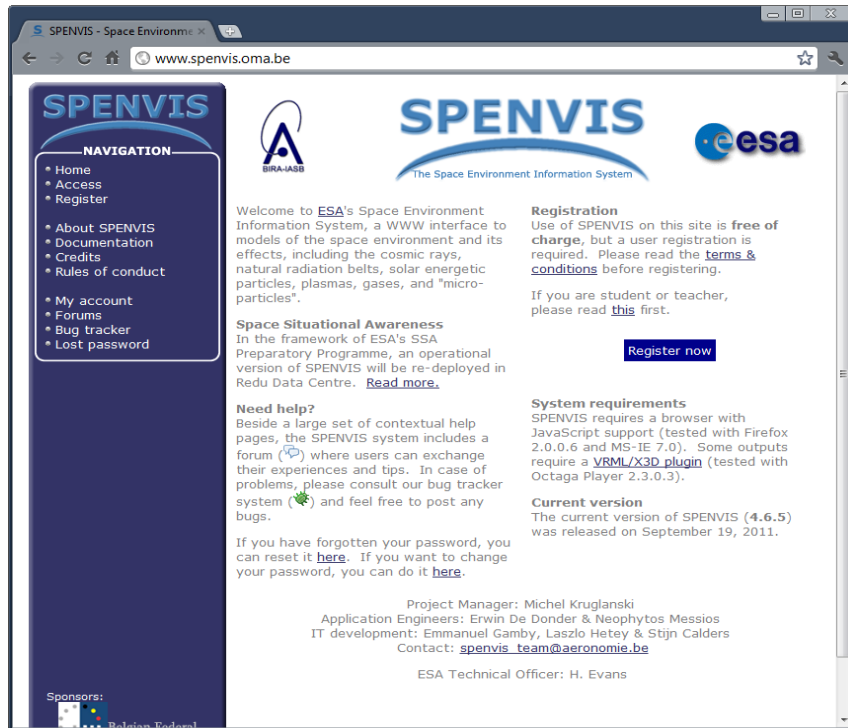 SPENVIS - Space Environme
www.spenvis.oma.be
SPENVIS
NAVIGATION
Home
Access
Register
About SPENVIS
Documentation
Credits
Rules of conduct
My account
Forums
Bug tracker
Lost password
Sponsors:
Belgian Federal
BIRA-IASB
SPENVIS
The Space Environment Information System
esa
Welcome to ESA's Space Environment
Information System, a WWW interface to
models of the space environment and its
effects, including the cosmic rays,
natural radiation belts, solar energetic
particles, plasmas, gases, and "micro-
particles".
Space Situational Awareness
In the framework of ESA's SSA
Preparatory Programme, an operational
version of SPENVIS will be re-deployed in
Redu Data Centre. Read more.
Need help?
Beside a large set of contextual help
pages, the SPENVIS system includes a
forum ( ) where users can exchange
their experiences and tips. In case of
problems, please consult our bug tracker
system ( ) and feel free to post any
bugs.
If you have forgotten your password, you
can reset it here. If you want to change
your password, you can do it here.
Registration
Use of SPENVIS on this site is free of
charge, but a user registration is
required. Please read the terms &
conditions before registering.
If you are student or teacher,
please read this first.
Register now
System requirements
SPENVIS requires a browser with
JavaScript support (tested with Firefox
2.0.0.6 and MS-IE 7.0). Some outputs
require a VRML/X3D plugin (tested with
Octaga Player 2.3.0.3).
Current version
The current version of SPENVIS (4.6.5)
was released on September 19, 2011.
Project Manager: Michel Kruglanski
Application Engineers: Erwin De Donder & Neophytos Messios
IT development: Emmanuel Gamby, Laszlo Hetey & Stijn Calders
Contact: spenvis_team@aeronomie.be
ESA Technical Officer: H. Evans